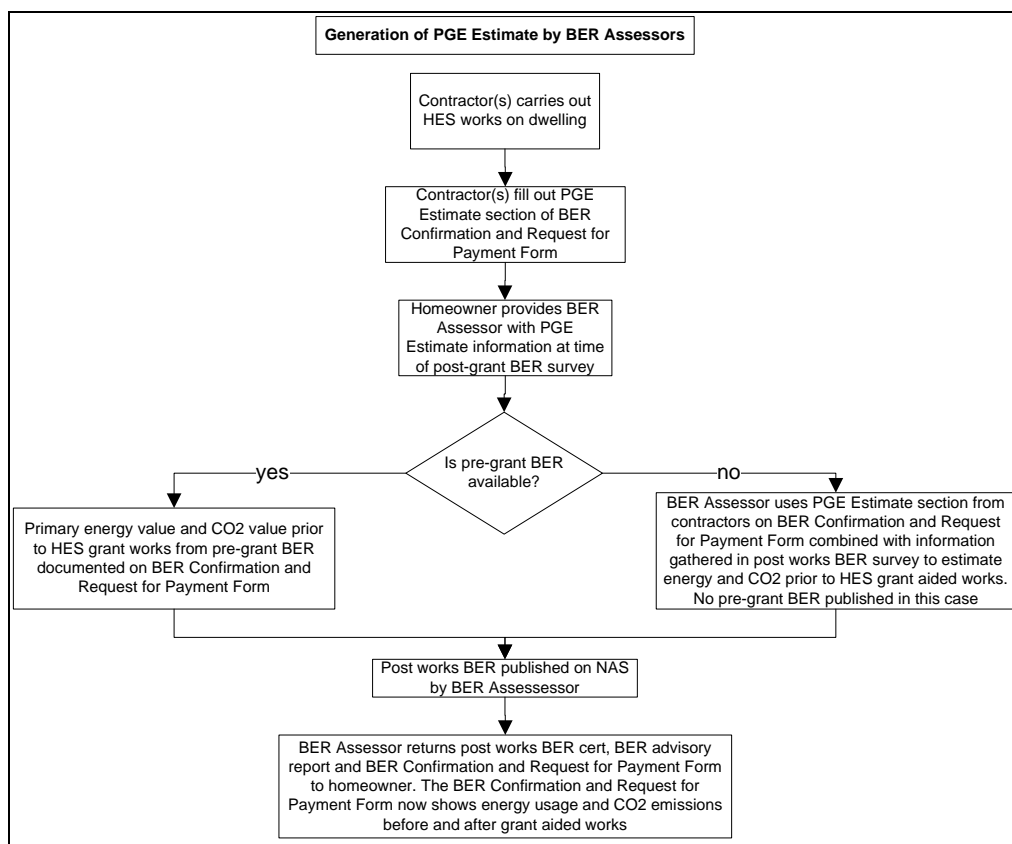 Generation of PGE Estimate by BER Assessors
Contractor(s) carries out
HES works on dwelling
Contractor(s) fill out PGE
Estimate section of BER
Confirmation and Request for
Payment Form
Homeowner provides BER
Assessor with PGE
Estimate information at time
of post-grant BER survey
Is pre-grant BER
available?
yes
no
Primary energy value and CO2 value prior
to HES grant works from pre-grant BER
documented on BER Confirmation and
Request for Payment Form
BER Assessor uses PGE Estimate section from
contractors on BER Confirmation and Request
for Payment Form combined with information
gathered in post works BER survey to estimate
energy and CO2 prior to HES grant aided works.
No pre-grant BER published in this case
Post works BER published on NAS
by BER Assessessor
BER Assessor returns post works BER cert, BER advisory
report and BER Confirmation and Request for Payment Form
to homeowner. The BER Confirmation and Request for
Payment Form now shows energy usage and CO2 emissions
before and after grant aided works